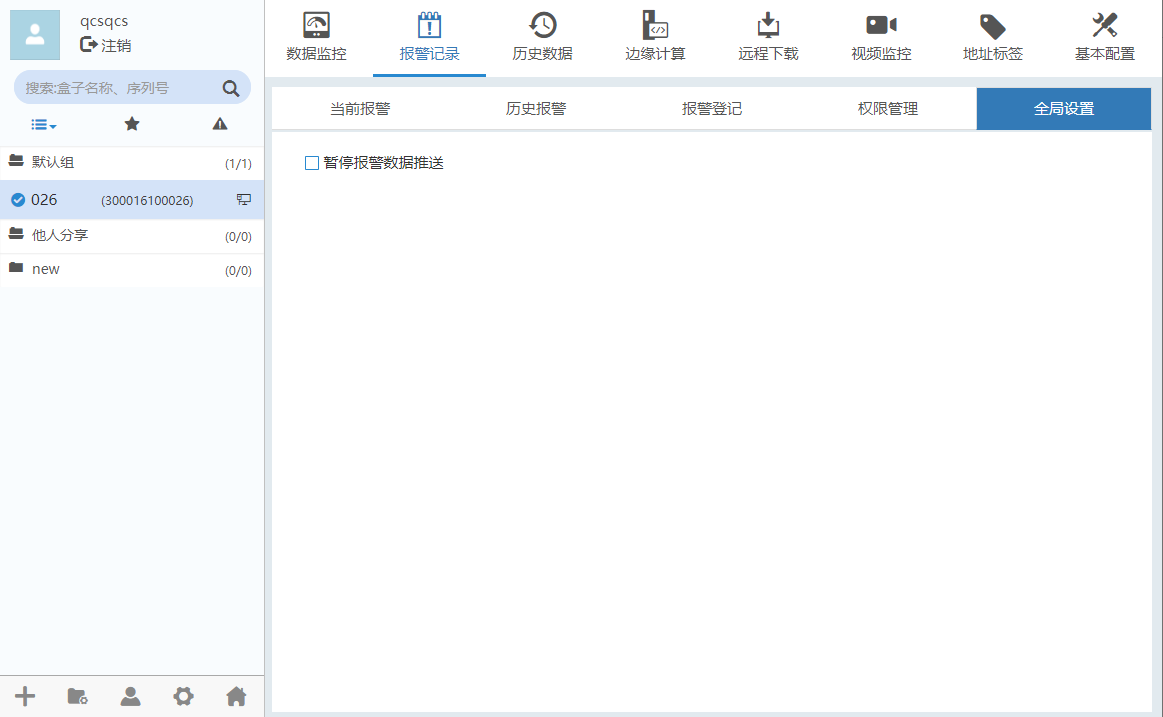 qcsqcs
注销
搜索:盒子名称、序列号
默认组 (1/1)
026 (300016100026)
他人分享 (0/0)
new (0/0)
数据监控 报警记录 历史数据 边缘计算 远程下载 视频监控 地址标签 基本配置
当前报警 历史报警 报警登记 权限管理 全局设置
暂停报警数据推送